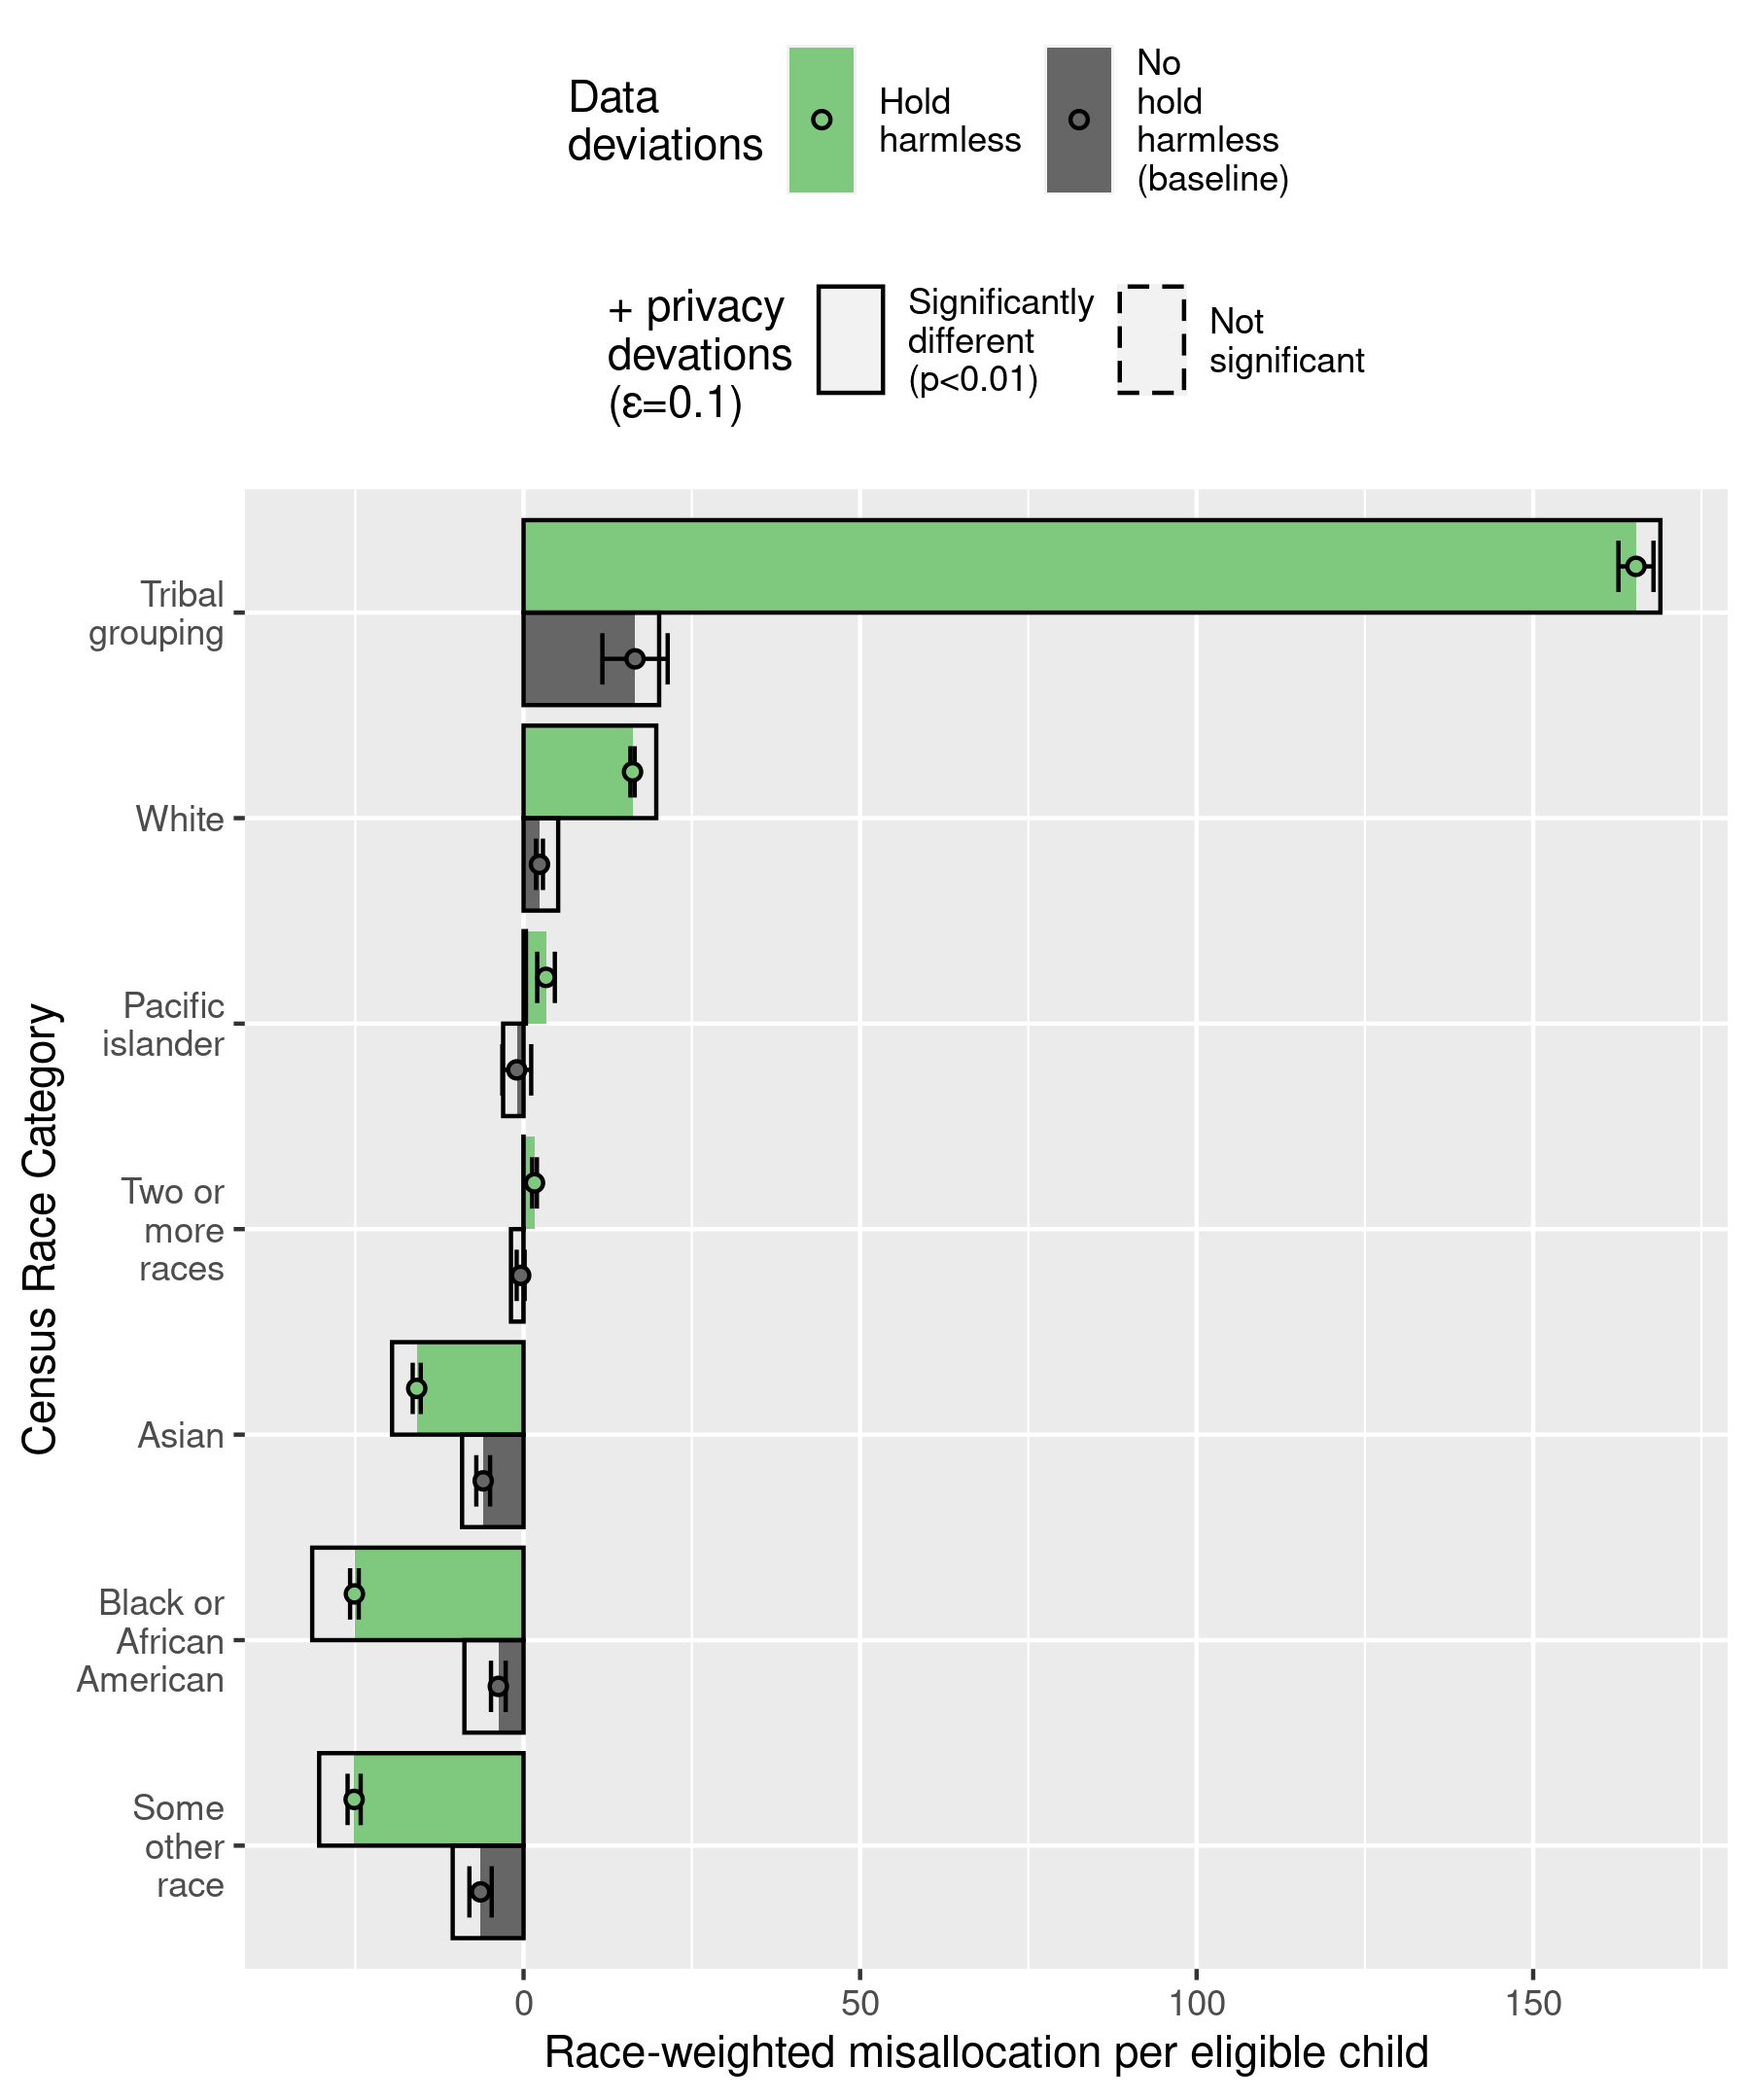 Data
deviations
Hold
harmless
No
hold
harmless
(baseline)
+ privacy
devations
(ε=0.1)
Significantly
different
(p<0.01)
Not
significant
Census Race Category
Tribal
grouping
White
Pacific
islander
Two or
more
races
Asian
Black or
African
American
Some
other
race
0
50
100
150
Race-weighted misallocation per eligible child